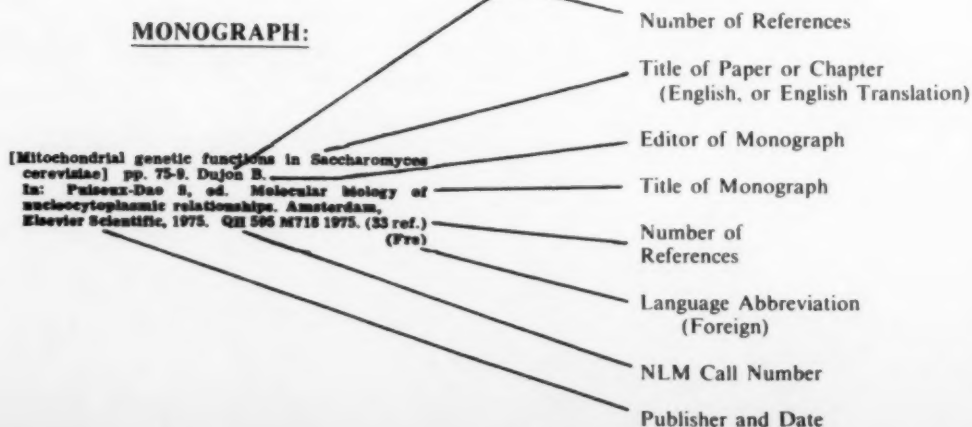 MONOGRAPH:
[Mitochondrial genetic functions in Saccharomyces
cerevisiae] pp. 75-9. Dujon B.
In: Puiseux-Dao S, ed. Molecular biology of
nucleocytoplasmic relationships. Amsterdam,
Elsevier Scientific, 1975. QH 595 M718 1975. (33 ref.)
(Fre)
Number of References
Title of Paper or Chapter
(English, or English Translation)
Editor of Monograph
Title of Monograph
Number of
References
Language Abbreviation
(Foreign)
NLM Call Number
Publisher and Date